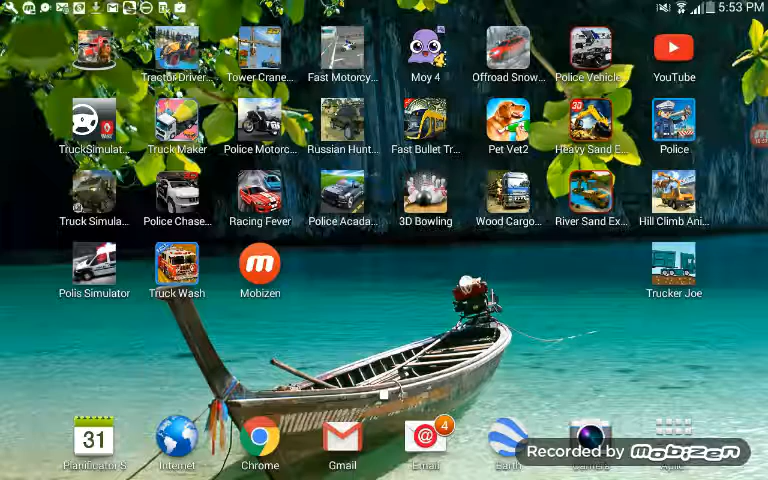 5:53 PM
Tractor Driver...
Tower Crane...
Fast Motorcy...
Moy 4
Offroad Snow...
Police Vehicle...
YouTube
TruckSimulat...
Truck Maker
Police Motorc...
Russian Hunt...
Fast Bullet Tr...
Pet Vet2
3D
Heavy Sand E...
Police
Truck Simula...
Police Chase...
Racing Fever
Police Acada...
3D Bowling
Wood Cargo...
River Sand Ex...
Hill Climb Ani...
Polis Simulator
Truck Wash
Mobizen
Trucker Joe
31
4
Planificator S
Internet
Chrome
Gmail
Email
Earth
Camera
Aplic
Recorded by Mobizen